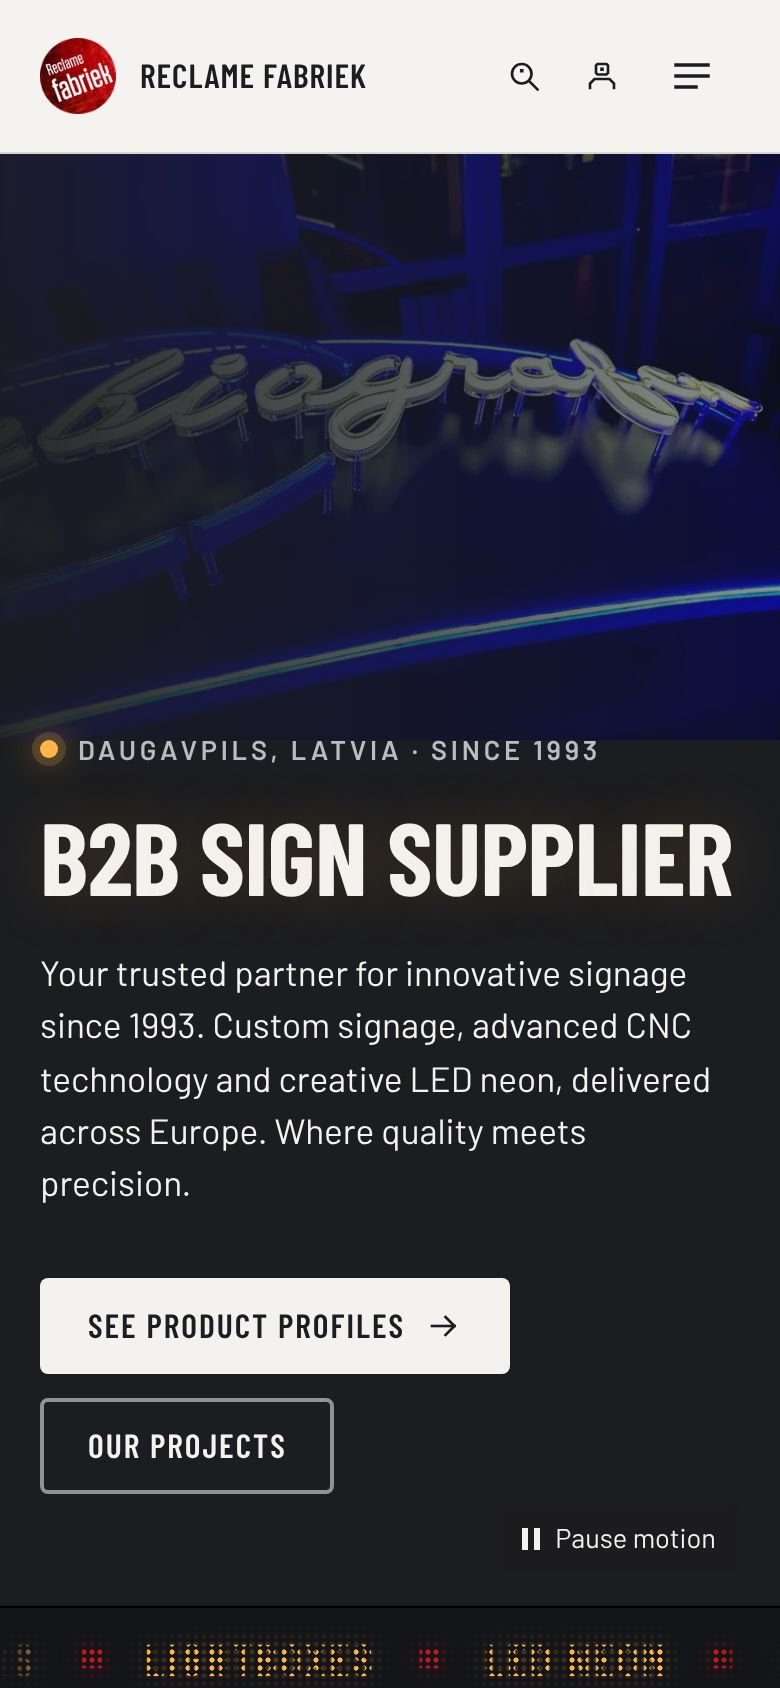 Reclame
fabriek
RECLAME FABRIEK
biografen
DAUGAVPILS, LATVIA · SINCE 1993
B2B SIGN SUPPLIER
Your trusted partner for innovative signage
since 1993. Custom signage, advanced CNC
technology and creative LED neon, delivered
across Europe. Where quality meets
precision.
SEE PRODUCT PROFILES →
OUR PROJECTS
Pause motion
S LIGHTBOXES LED NEON